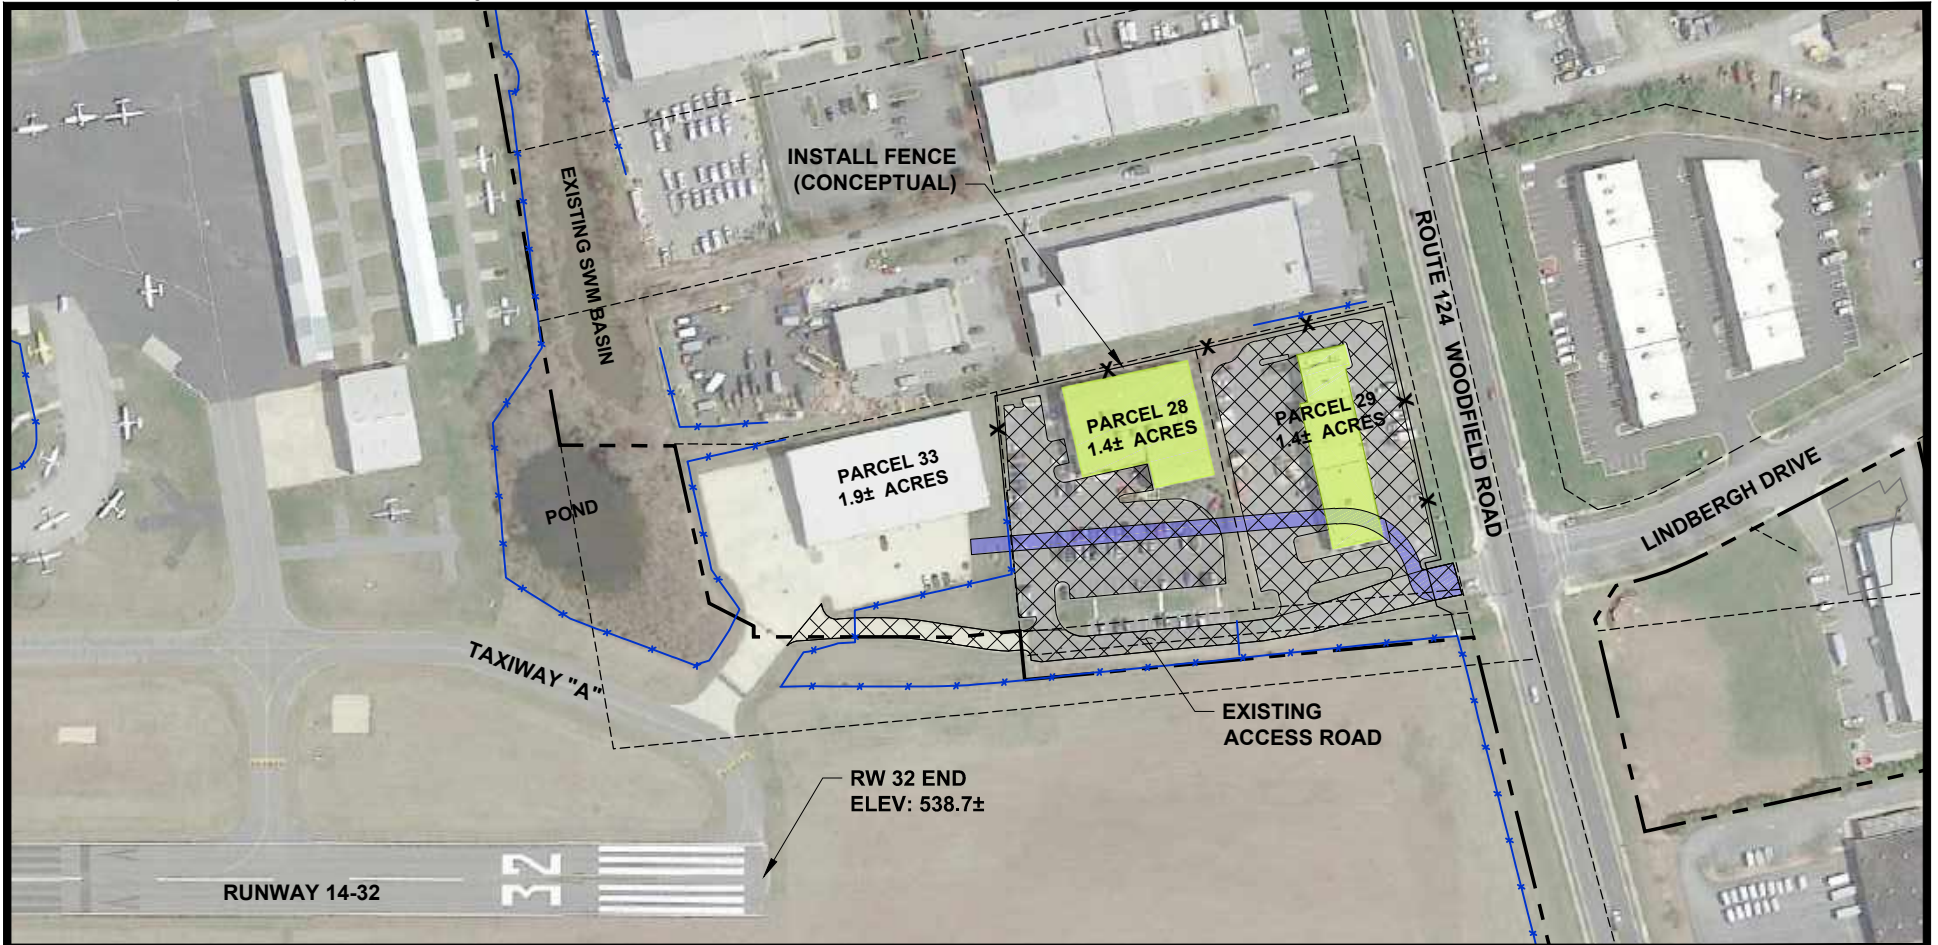 INSTALL FENCE
(CONCEPTUAL)
EXISTING SWM BASIN
ROUTE 124 WOODFIELD ROAD
PARCEL 28
1.4± ACRES
PARCEL 29
1.4± ACRES
PARCEL 33
1.9± ACRES
POND
LINDBERGH DRIVE
TAXIWAY "A"
EXISTING
ACCESS ROAD
RW 32 END
ELEV: 538.7±
32
RUNWAY 14-32